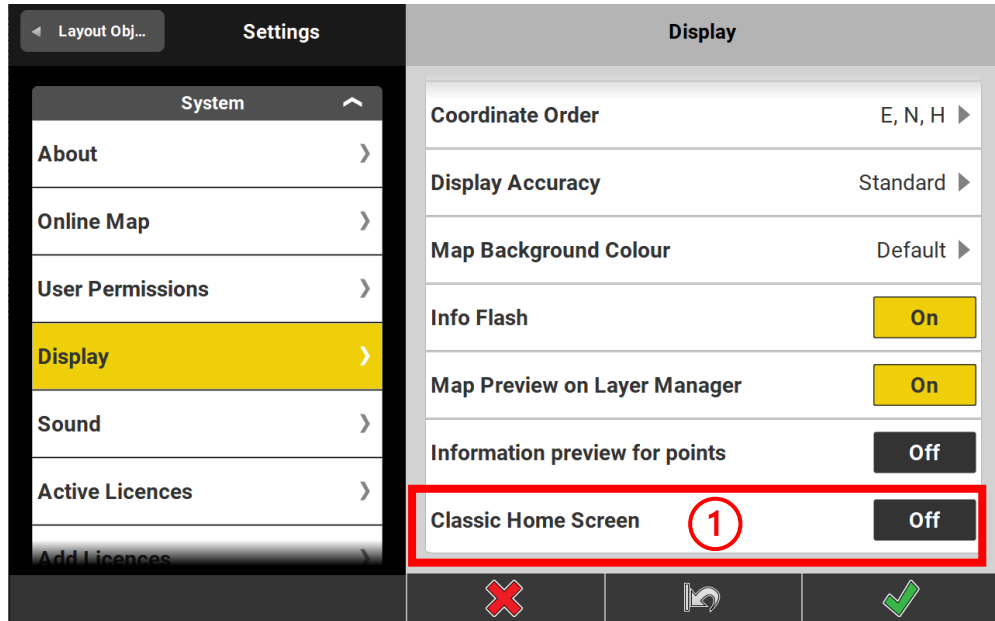 Layout Obj...
Settings
Display
System
About
Online Map
User Permissions
Display
Sound
Active Licences
Add Licences
Coordinate Order E, N, H
Display Accuracy Standard
Map Background Colour Default
Info Flash On
Map Preview on Layer Manager On
Information preview for points Off
Classic Home Screen 1 Off